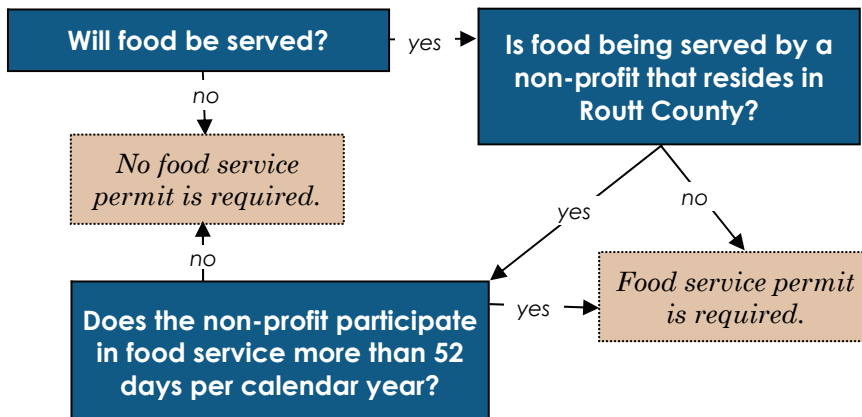 Will food be served?
yes
Is food being served by a
non-profit that resides in
Routt County?
no
No food service
permit is required.
yes
no
no
Food service permit
is required.
Does the non-profit participate
in food service more than 52
days per calendar year?
yes